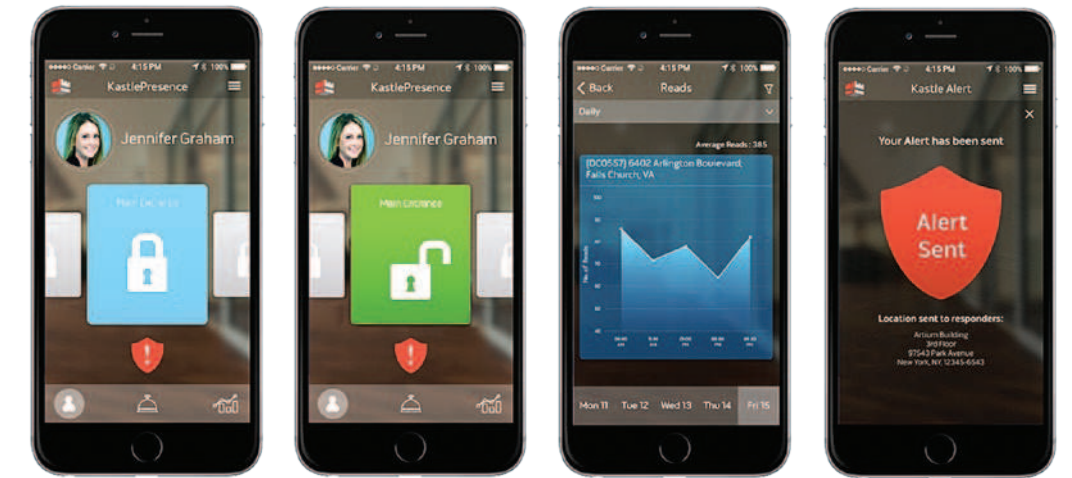 Carrier 4:15 PM 100%
KastlePresence
Jennifer Graham
Main Entrance
Carrier 4:15 PM 100%
KastlePresence
Jennifer Graham
Main Entrance
Carrier 4:15 PM 100%
Back Reads
Daily
Average Reads: 385
(DC0557) 6402 Arlington Boulevard,
Falls Church, VA
No. of Reads
100
Mon 11 Tue 12 Wed 13 Thu 14 Fri 15
Carrier 4:15 PM 100%
Kastle Alert
Your Alert has been sent
Alert
Sent
Location sent to responders:
Artium Building
3rd Floor
97543 Park Avenue
New York, NY, 12345-6543